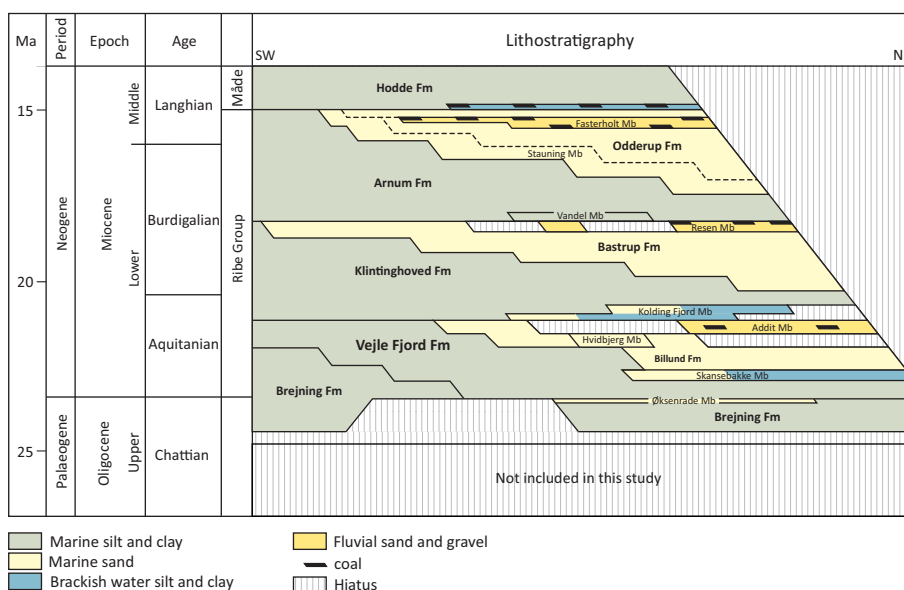 Ma
Period
Epoch
Age
Lithostratigraphy
SW
N
15
20
25
Neogene
Palaeogene
Miocene
Oligocene
Middle
Lower
Upper
Langhian
Burdigalian
Aquitanian
Chattian
Måde
Ribe Group
Hodde Fm
Fasterholt Mb
Odderup Fm
Stauning Mb
Arnum Fm
Vandel Mb
Resen Mb
Bastrup Fm
Klintinghoved Fm
Kolding Fjord Mb
Addit Mb
Hvidbjerg Mb
Vejle Fjord Fm
Billund Fm
Skansebakke Mb
Brejning Fm
Øksenrade Mb
Brejning Fm
Not included in this study
Marine silt and clay
Marine sand
Brackish water silt and clay
Fluvial sand and gravel
coal
Hiatus